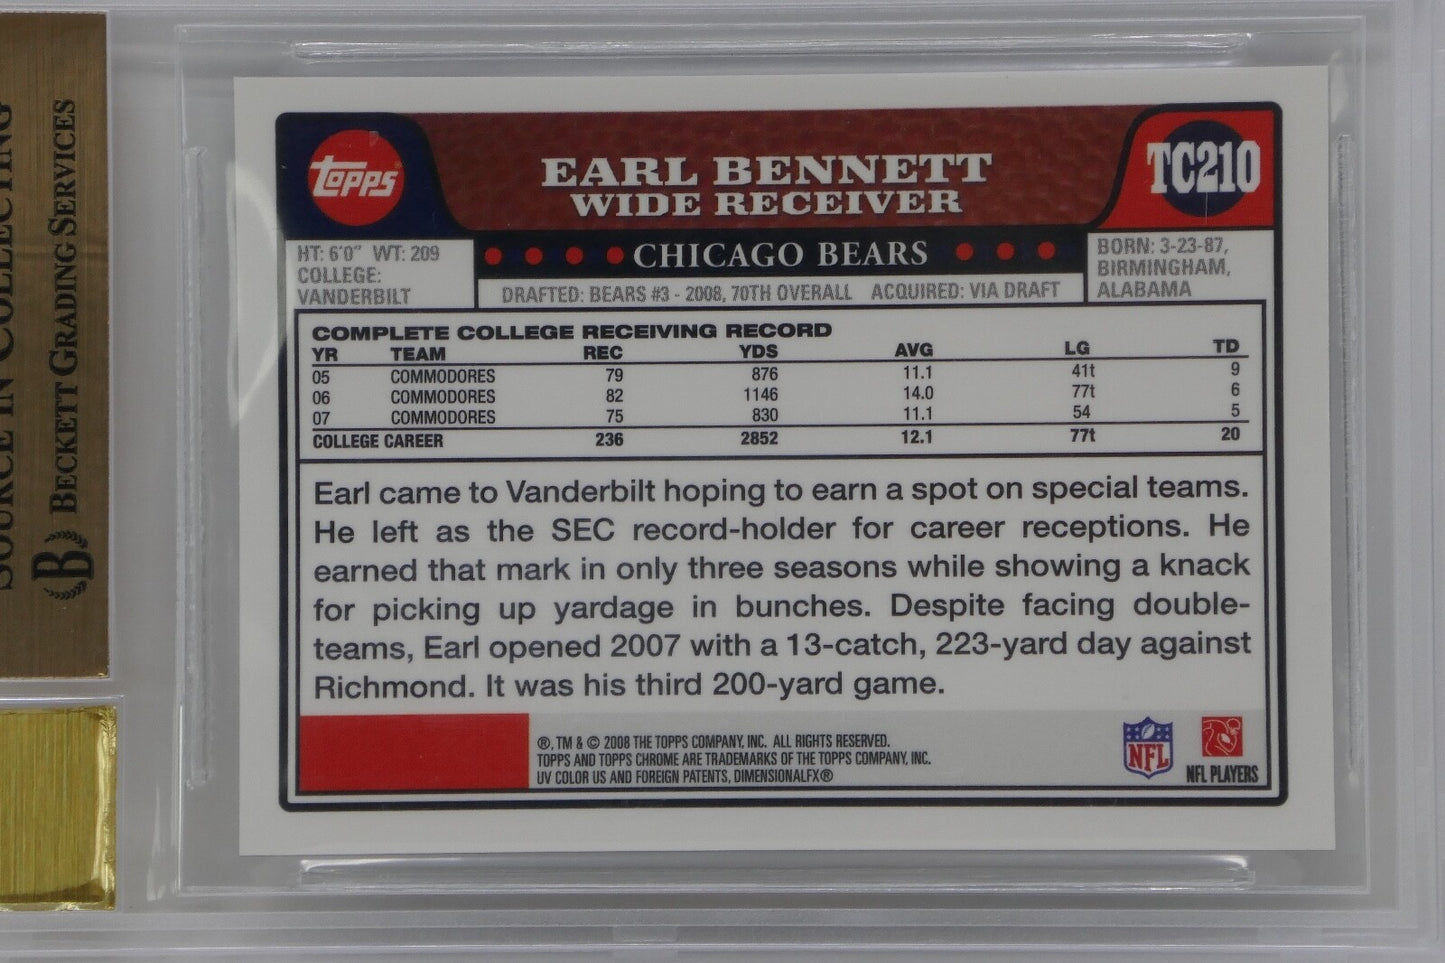 SOURCE IN COLLECTING
BECKETT GRADING SERVICES
B
TOPPS
EARL BENNETT
WIDE RECEIVER
TC210
HT: 6'0" WT: 209
COLLEGE:
VANDERBILT
CHICAGO BEARS
DRAFTED: BEARS #3 - 2008, 70TH OVERALL ACQUIRED: VIA DRAFT
BORN: 3-23-87,
BIRMINGHAM,
ALABAMA
COMPLETE COLLEGE RECEIVING RECORD
YR TEAM REC YDS AVG LG TD
05 COMMODORES 79 876 11.1 41t 9
06 COMMODORES 82 1146 14.0 77t 6
07 COMMODORES 75 830 11.1 54 5
COLLEGE CAREER 236 2852 12.1 77t 20
Earl came to Vanderbilt hoping to earn a spot on special teams.
He left as the SEC record-holder for career receptions. He
earned that mark in only three seasons while showing a knack
for picking up yardage in bunches. Despite facing double-
teams, Earl opened 2007 with a 13-catch, 223-yard day against
Richmond. It was his third 200-yard game.
®, TM & © 2008 THE TOPPS COMPANY, INC. ALL RIGHTS RESERVED.
TOPPS AND TOPPS CHROME ARE TRADEMARKS OF THE TOPPS COMPANY, INC.
UV COLOR US AND FOREIGN PATENTS, DIMENSIONALFX®
NFL
NFL PLAYERS